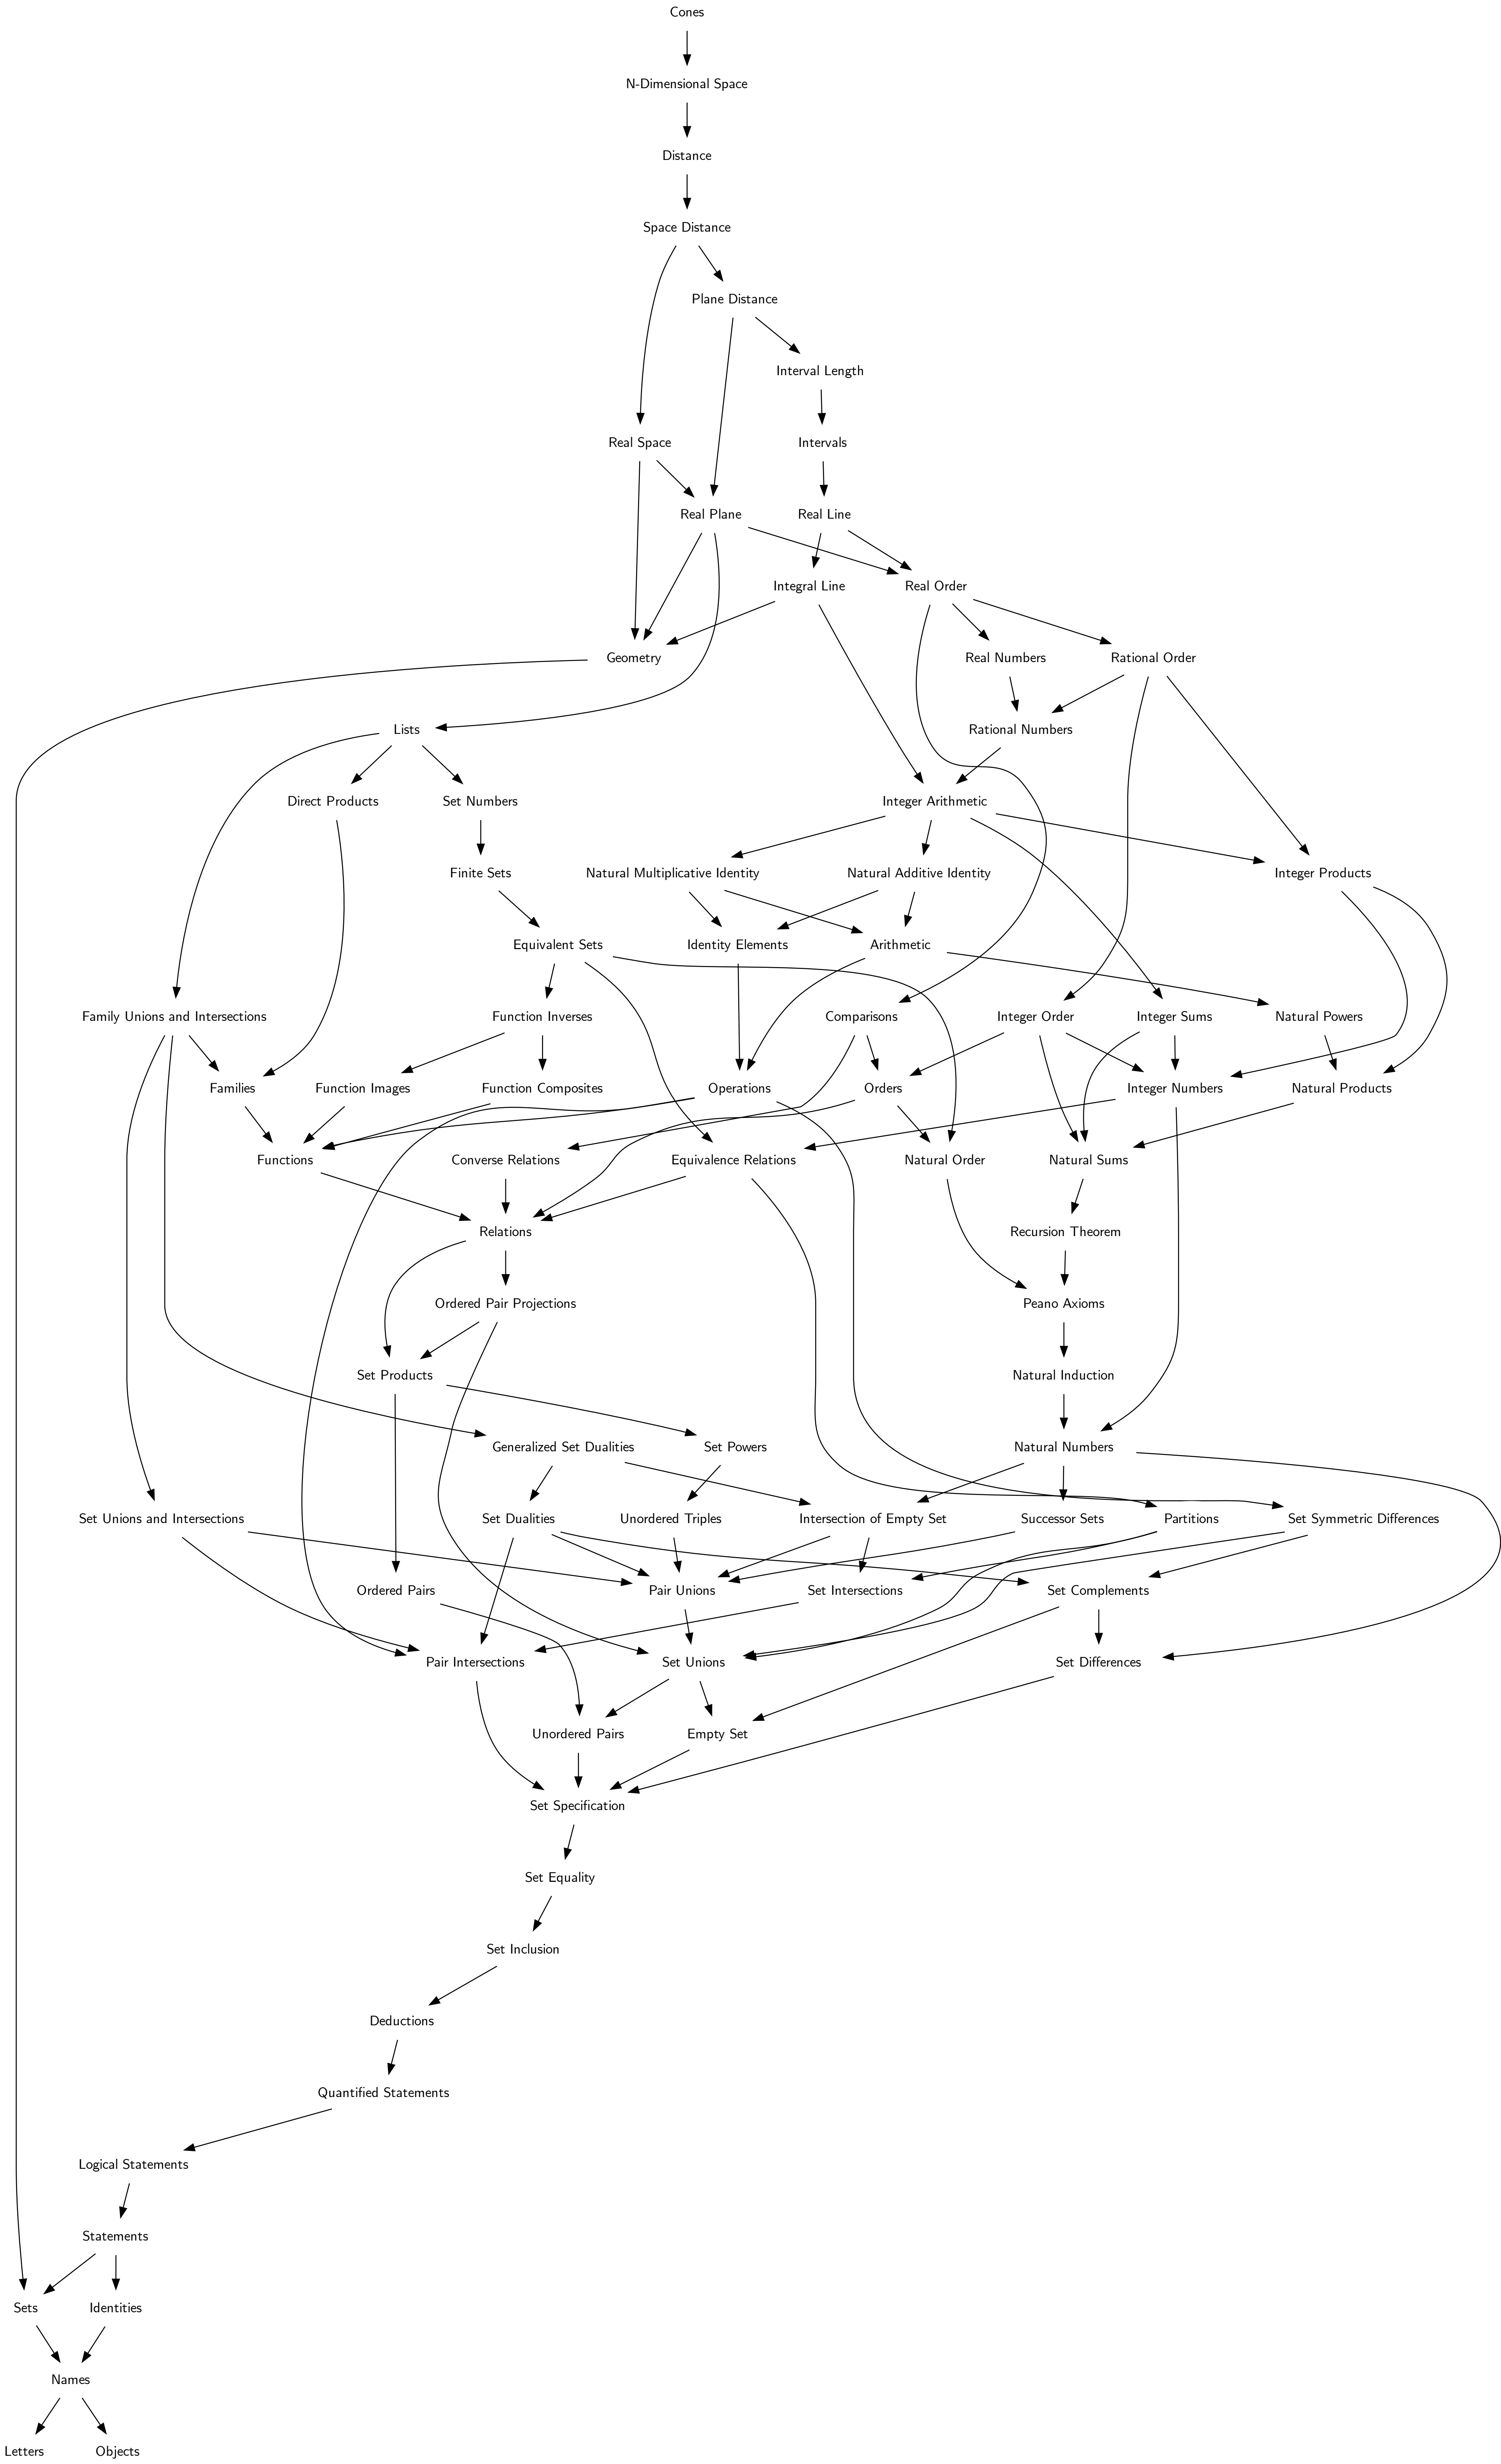 Cones
N-Dimensional Space
Distance
Space Distance
Plane Distance
Interval Length
Real Space
Intervals
Real Plane
Real Line
Integral Line
Real Order
Geometry
Real Numbers
Rational Order
Lists
Rational Numbers
Direct Products
Set Numbers
Integer Arithmetic
Finite Sets
Natural Multiplicative Identity
Natural Additive Identity
Integer Products
Equivalent Sets
Identity Elements
Arithmetic
Family Unions and Intersections
Function Inverses
Comparisons
Integer Order
Integer Sums
Natural Powers
Families
Function Images
Function Composites
Operations
Orders
Integer Numbers
Natural Products
Functions
Converse Relations
Equivalence Relations
Natural Order
Natural Sums
Relations
Recursion Theorem
Ordered Pair Projections
Peano Axioms
Set Products
Natural Induction
Generalized Set Dualities
Set Powers
Natural Numbers
Set Unions and Intersections
Set Dualities
Unordered Triples
Intersection of Empty Set
Successor Sets
Partitions
Set Symmetric Differences
Ordered Pairs
Pair Unions
Set Intersections
Set Complements
Pair Intersections
Set Unions
Set Differences
Unordered Pairs
Empty Set
Set Specification
Set Equality
Set Inclusion
Deductions
Quantified Statements
Logical Statements
Statements
Sets
Identities
Names
Letters
Objects